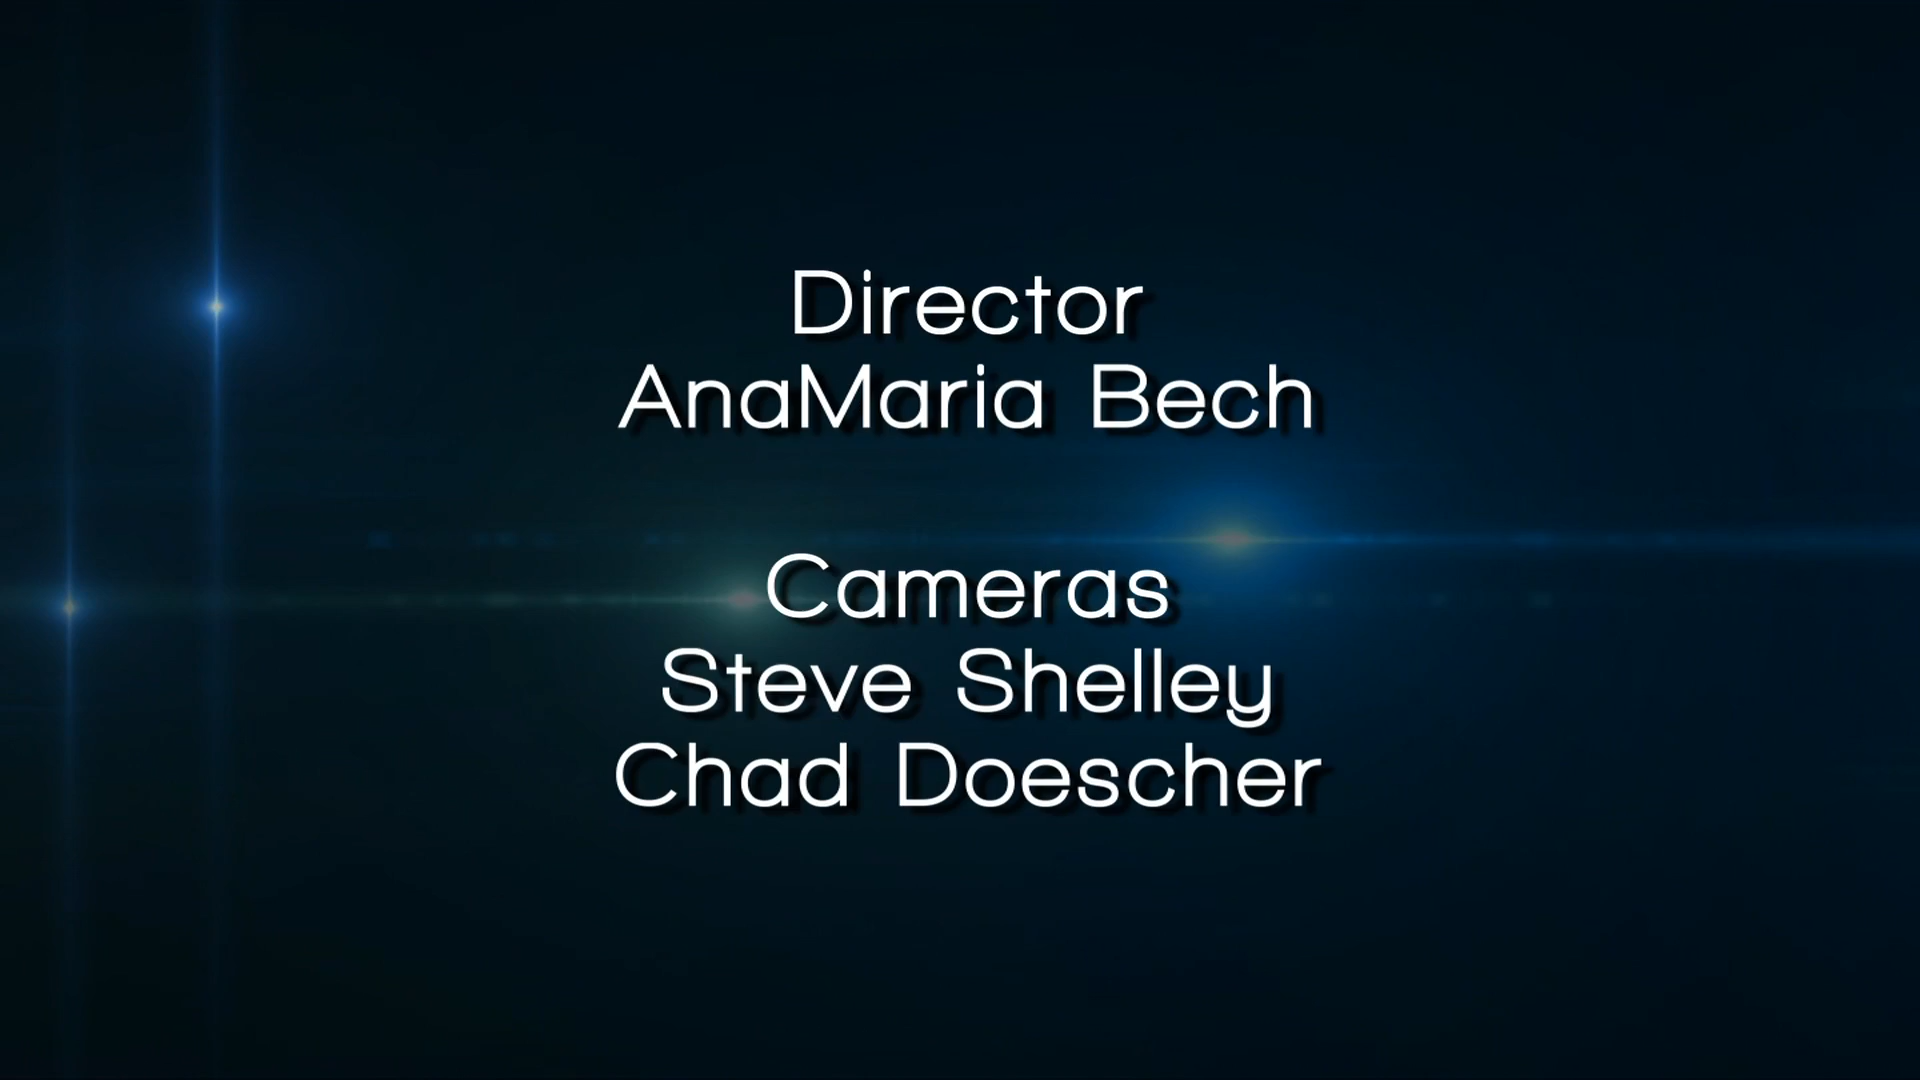 Director
AnaMaria Bech
Cameras
Steve Shelley
Chad Doescher